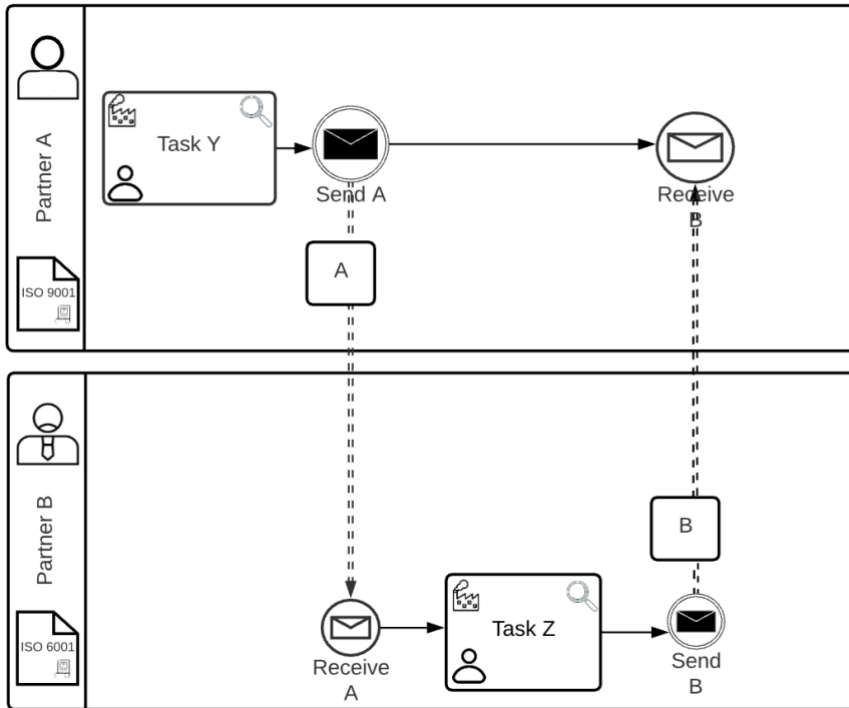 Partner A
ISO 9001
Task Y
Send A
Receive
B
A
Partner B
ISO 6001
Receive
A
Task Z
B
Send
B